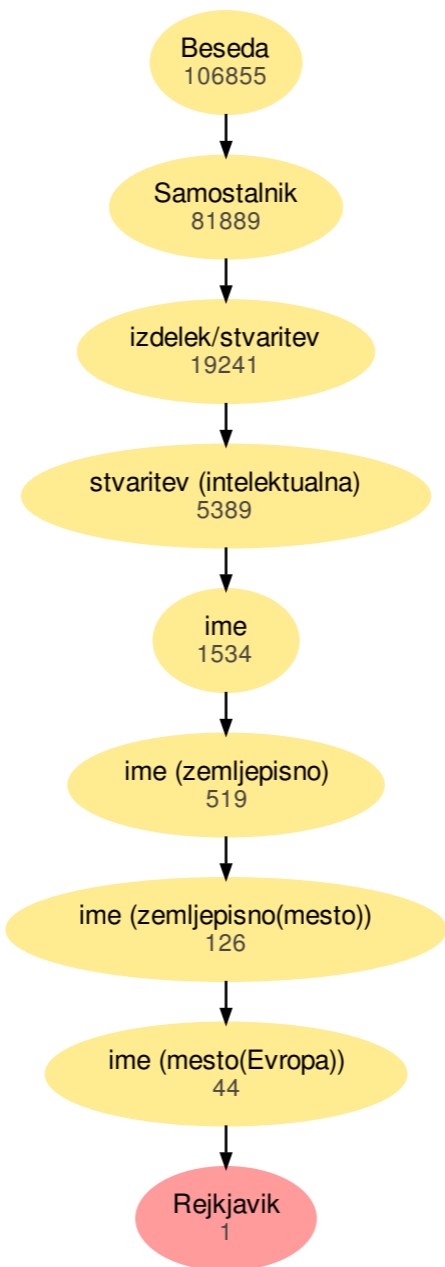 Beseda
106855
Samostalnik
81889
izdelek/stvaritev
19241
stvaritev (intelektualna)
5389
ime
1534
ime (zemljepisno)
519
ime (zemljepisno(mesto))
126
ime (mesto(Evropa))
44
Rejkjavik
1